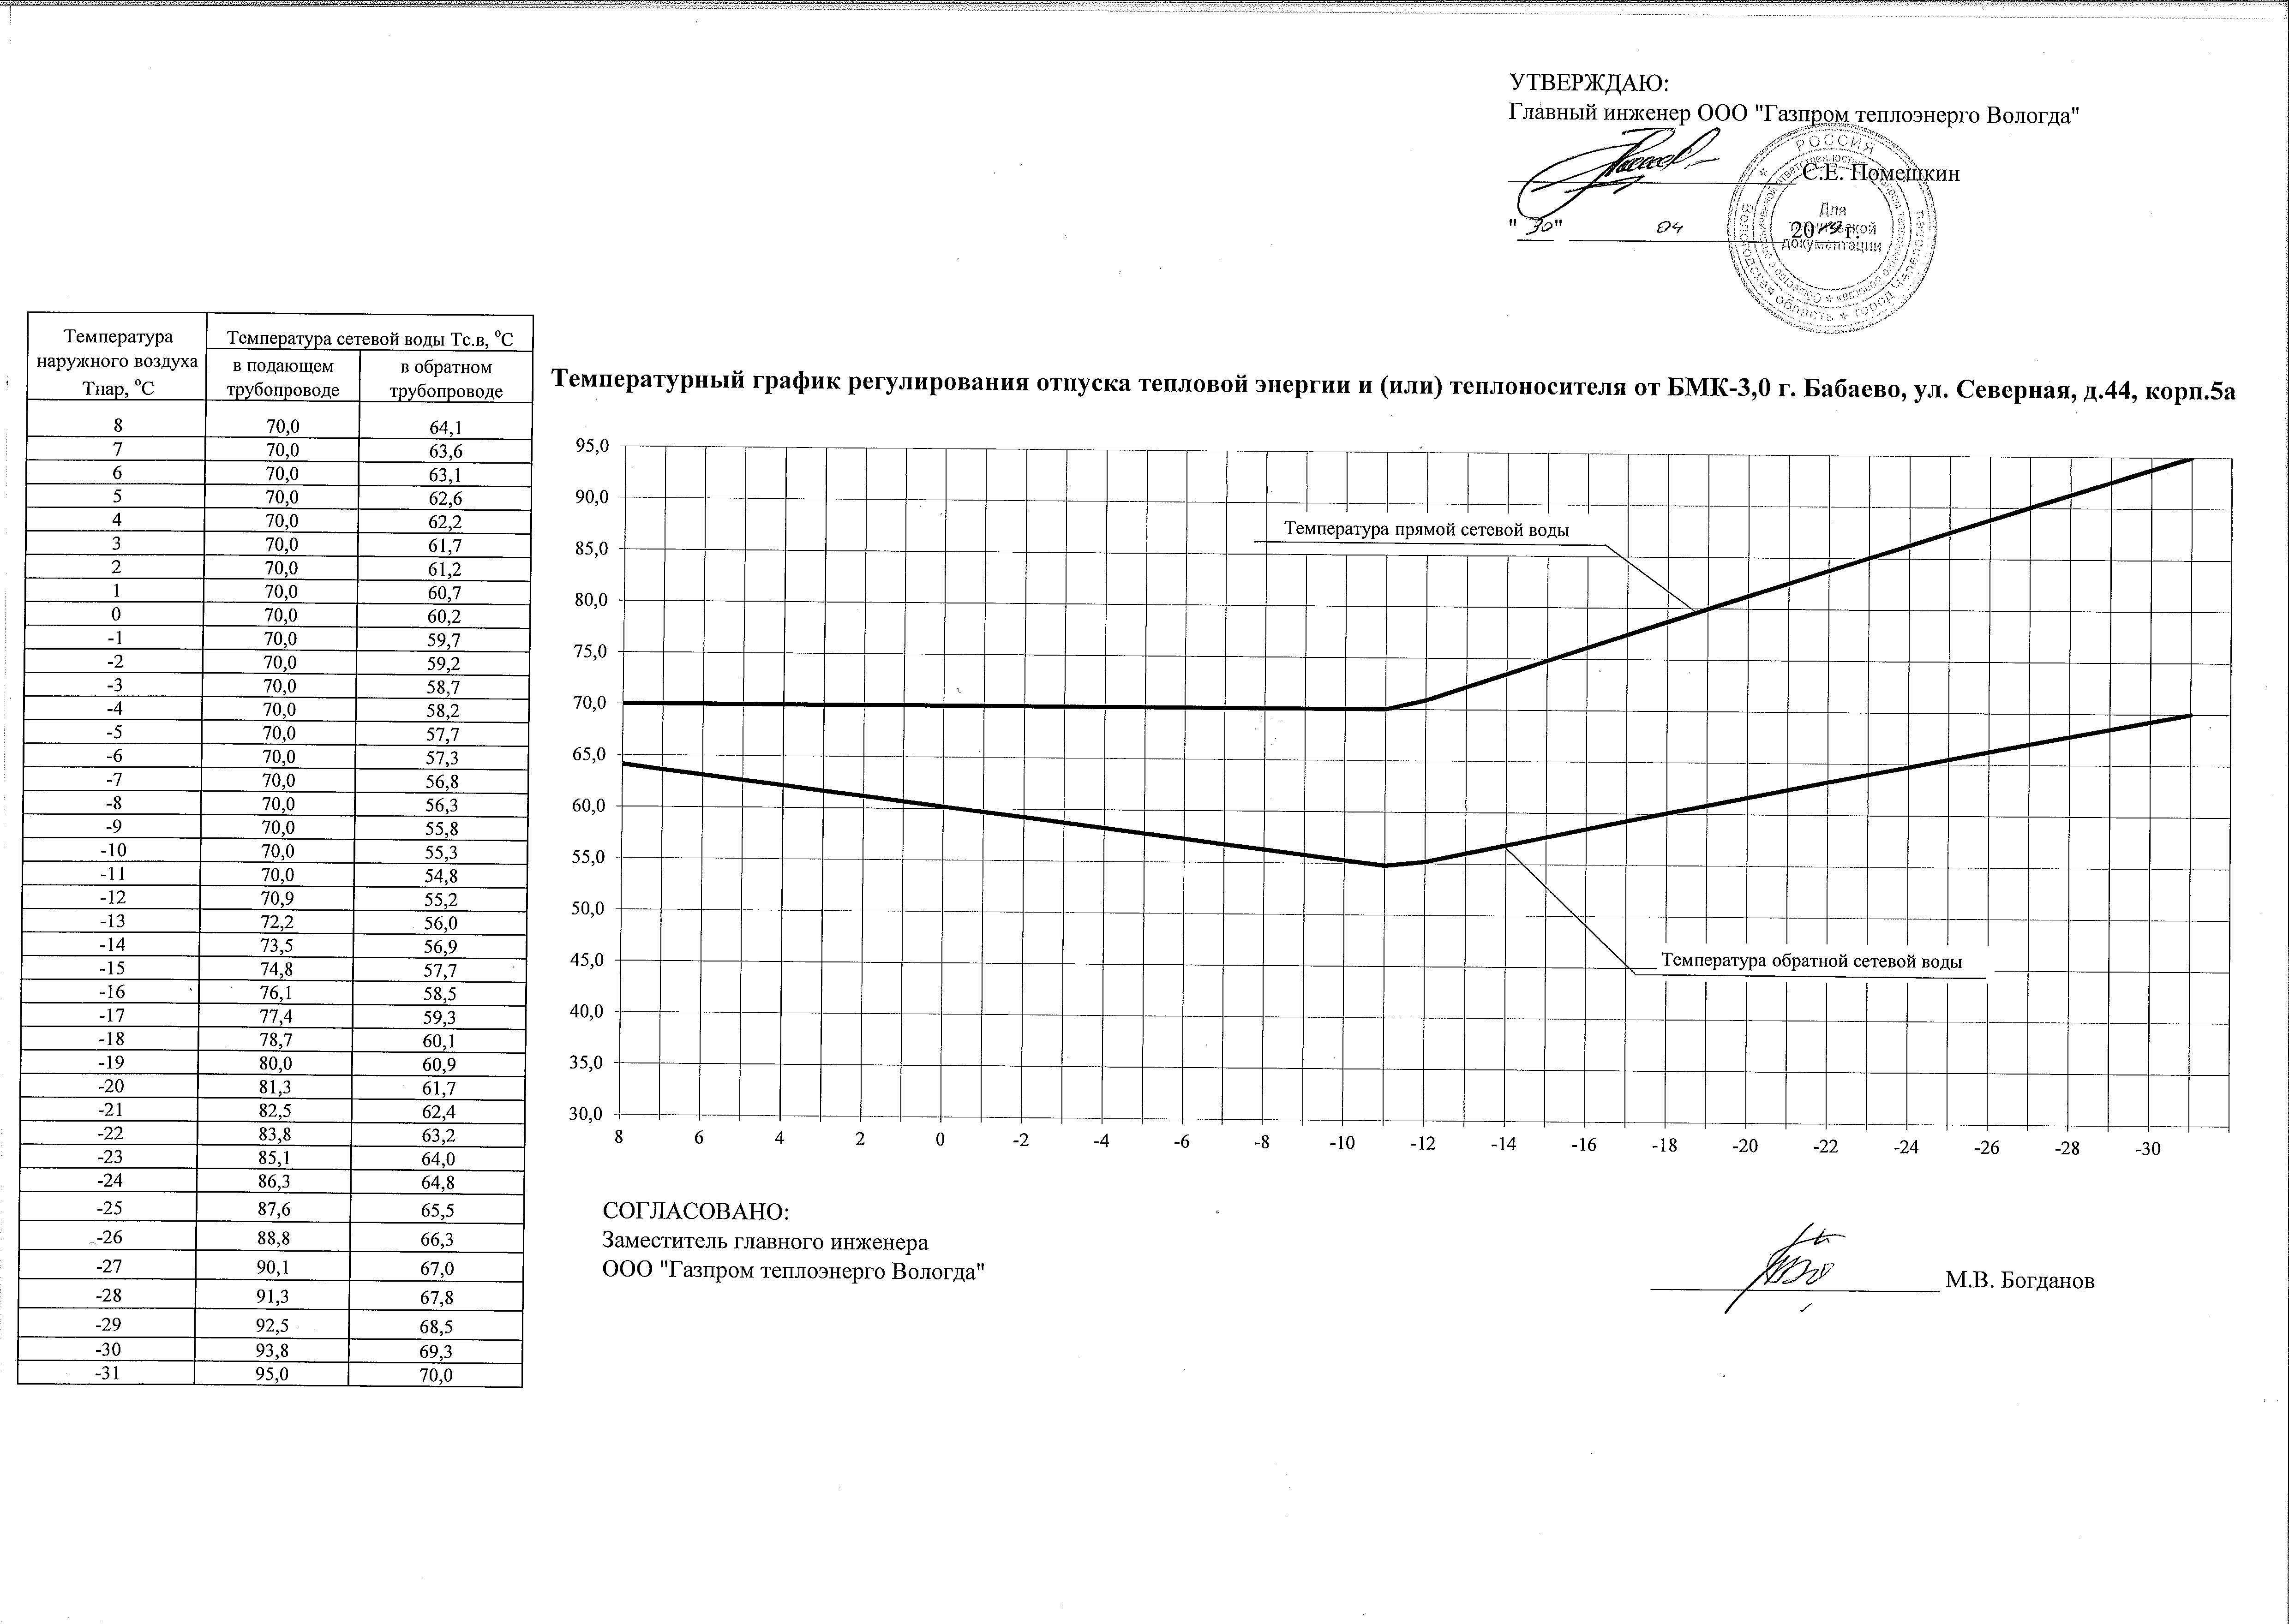 УТВЕРЖДАЮ:
Главный инженер ООО "Газпром теплоэнерго Вологда"
С.Е. Помешкин
"30" 04 2019 г.
РОССИЯ
Вологодская область * город Череповец
Для
технической
документации
Температура
наружного воздуха
Тнар, °С
Температура сетевой воды Тс.в, °С
в подающем
трубопроводе
в обратном
трубопроводе
8 70,0 64,1
7 70,0 63,6
6 70,0 63,1
5 70,0 62,6
4 70,0 62,2
3 70,0 61,7
2 70,0 61,2
1 70,0 60,7
0 70,0 60,2
-1 70,0 59,7
-2 70,0 59,2
-3 70,0 58,7
-4 70,0 58,2
-5 70,0 57,7
-6 70,0 57,3
-7 70,0 56,8
-8 70,0 56,3
-9 70,0 55,8
-10 70,0 55,3
-11 70,0 54,8
-12 70,9 55,2
-13 72,2 56,0
-14 73,5 56,9
-15 74,8 57,7
-16 76,1 58,5
-17 77,4 59,3
-18 78,7 60,1
-19 80,0 60,9
-20 81,3 61,7
-21 82,5 62,4
-22 83,8 63,2
-23 85,1 64,0
-24 86,3 64,8
-25 87,6 65,5
-26 88,8 66,3
-27 90,1 67,0
-28 91,3 67,8
-29 92,5 68,5
-30 93,8 69,3
-31 95,0 70,0
Температурный график регулирования отпуска тепловой энергии и (или) теплоносителя от БМК-3,0 г. Бабаево, ул. Северная, д.44, корп.5а
95,0
90,0
85,0
80,0
75,0
70,0
65,0
60,0
55,0
50,0
45,0
40,0
35,0
30,0
Температура прямой сетевой воды
Температура обратной сетевой воды
8 6 4 2 0 -2 -4 -6 -8 -10 -12 -14 -16 -18 -20 -22 -24 -26 -28 -30
СОГЛАСОВАНО:
Заместитель главного инженера
ООО "Газпром теплоэнерго Вологда"
М.В. Богданов